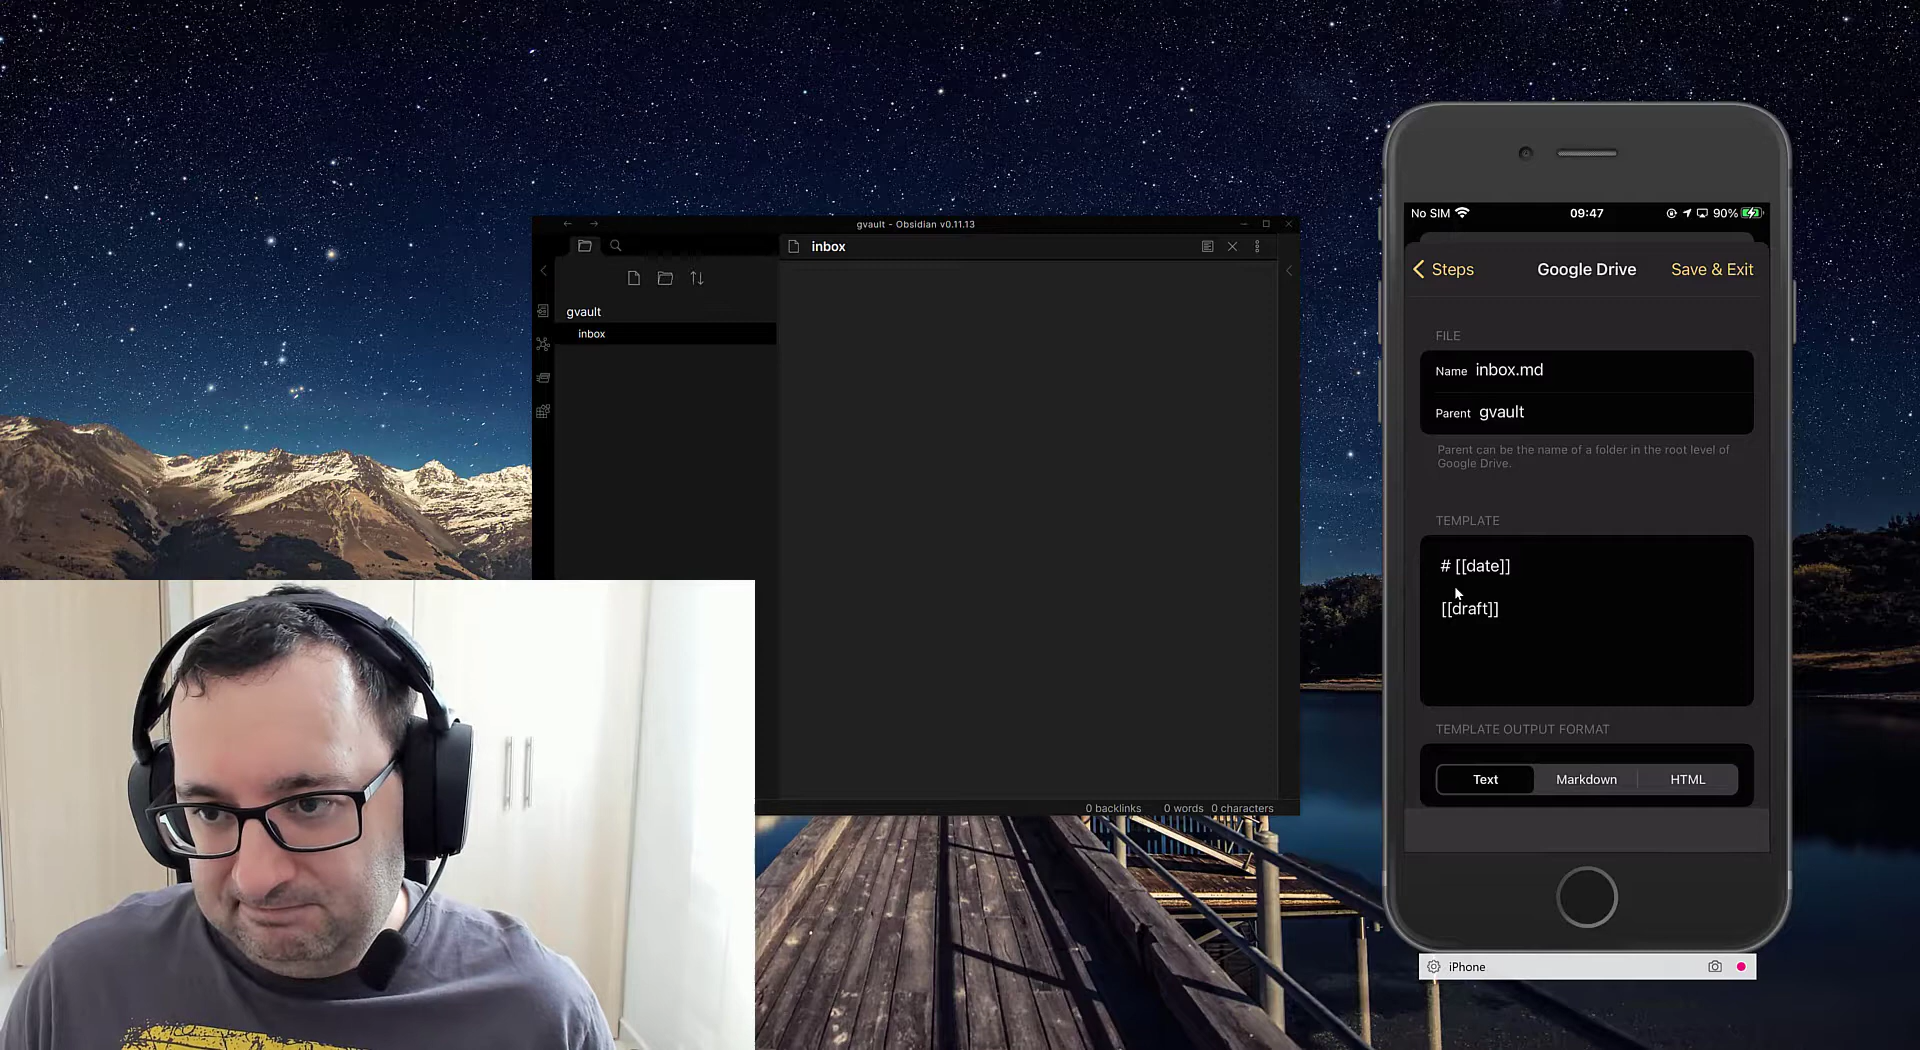 gvault - Obsidian v0.11.13
inbox
gvault
inbox
0 backlinks 0 words 0 characters
No SIM 09:47 90%
Steps Google Drive Save & Exit
FILE
Name inbox.md
Parent gvault
Parent can be the name of a folder in the root level of
Google Drive.
TEMPLATE
# [[date]]
[[draft]]
TEMPLATE OUTPUT FORMAT
Text Markdown HTML
iPhone